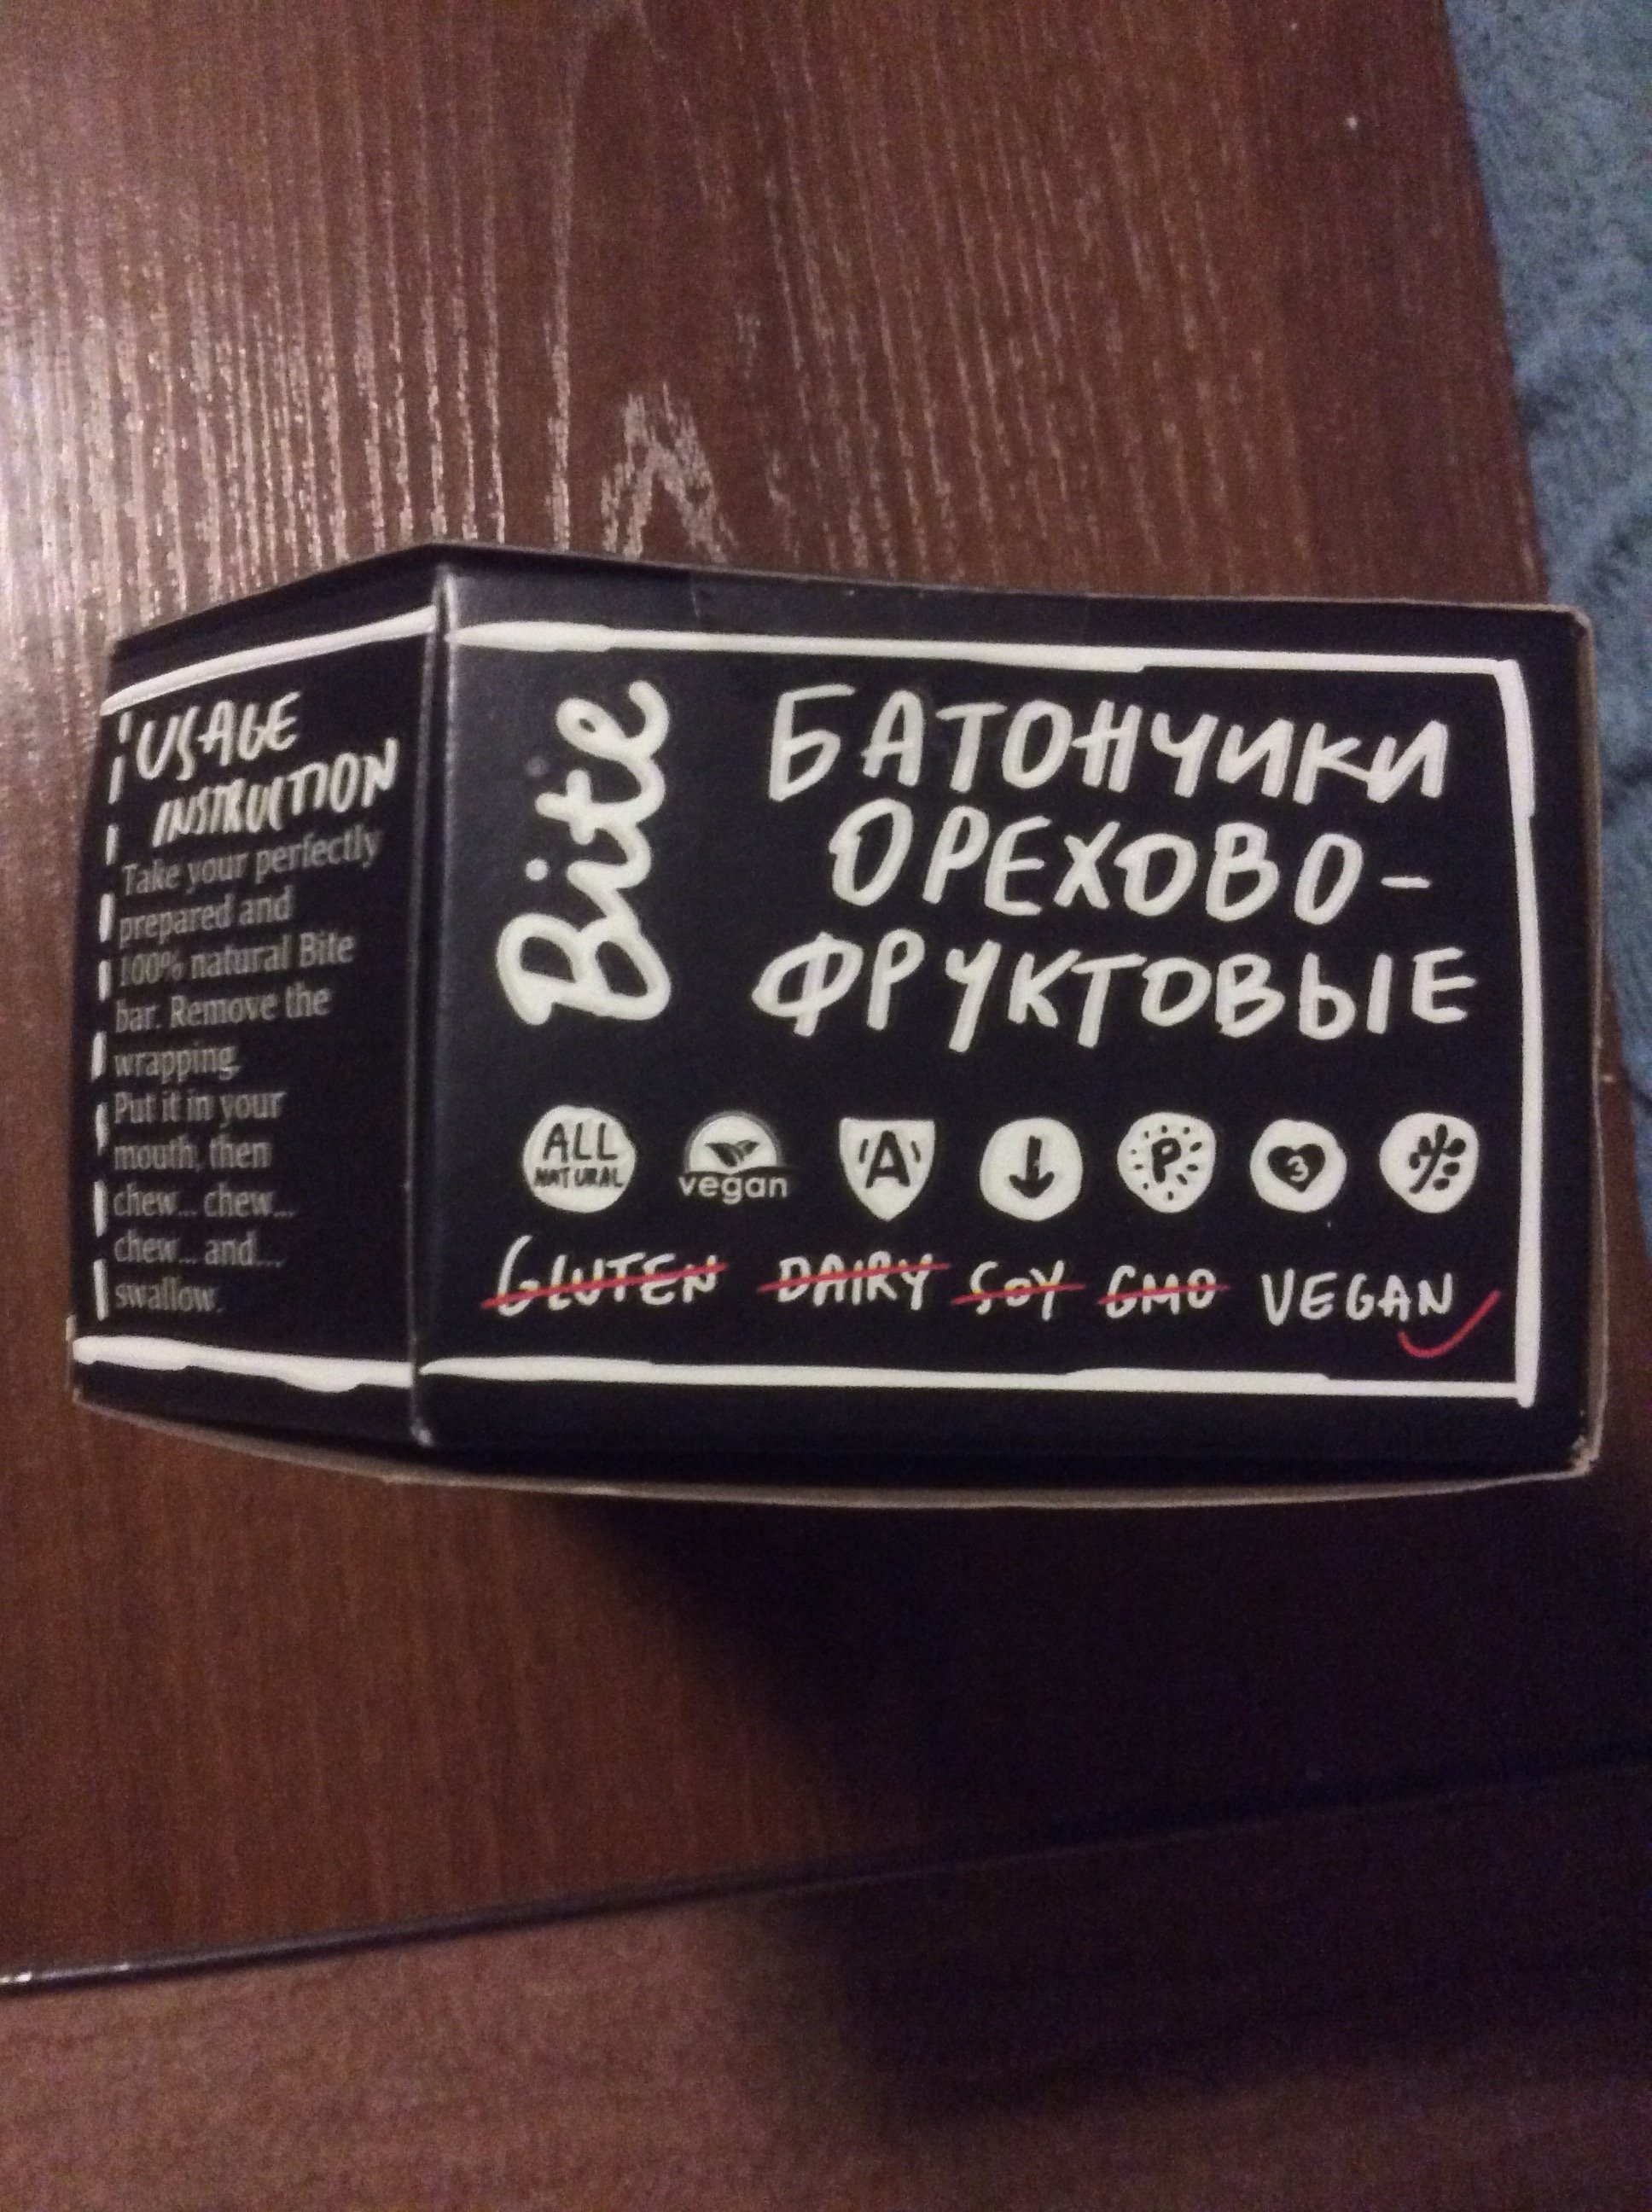 USAGE
INSTRUCTION
Take your perfectly
prepared and
100% natural Bite
bar. Remove the
wrapping.
Put it in your
mouth, then
chew... chew...
chew... and...
swallow.
Bite
БАТОНЧИКИ
ОРЕХОВО-
ФРУКТОВЫЕ
ALL
NATURAL
vegan
A
P
3
GLUTEN DAIRY SOY GMO VEGAN